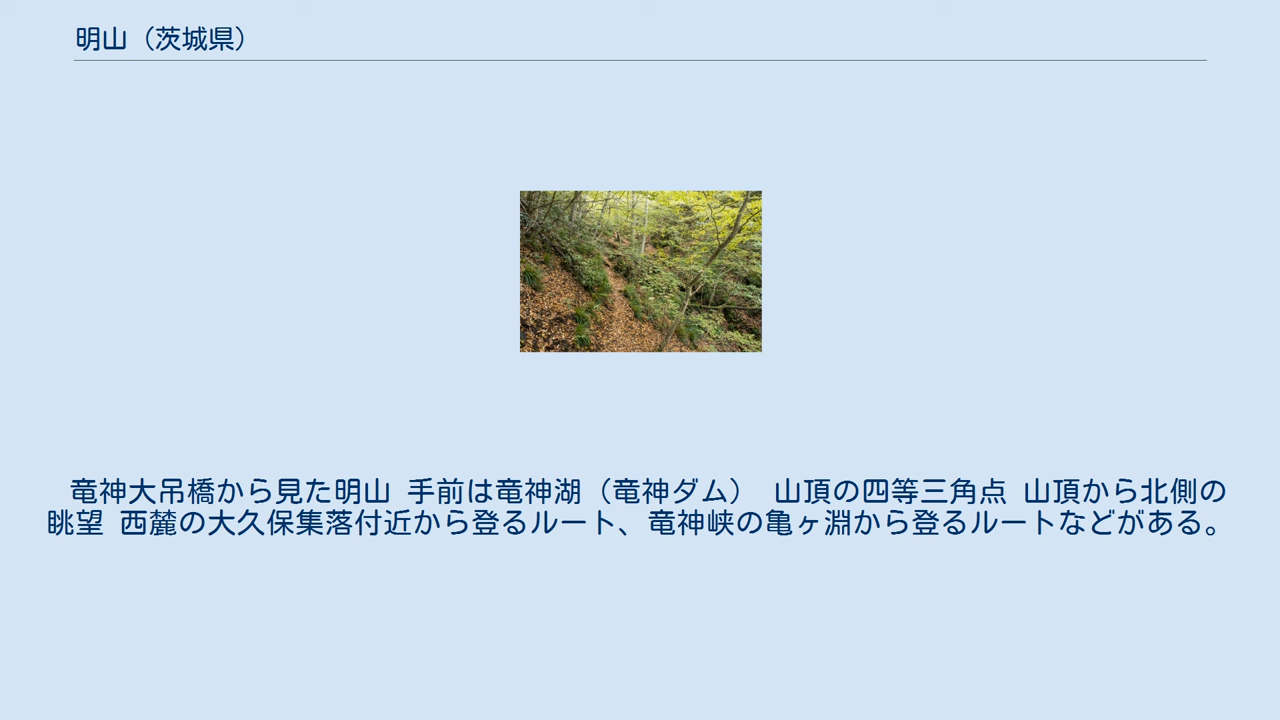 明山（茨城県）
竜神大吊橋から見た明山 手前は竜神湖（竜神ダム） 山頂の四等三角点 山頂から北側の
眺望 西麓の大久保集落付近から登るルート、竜神峡の亀ヶ淵から登るルートなどがある。